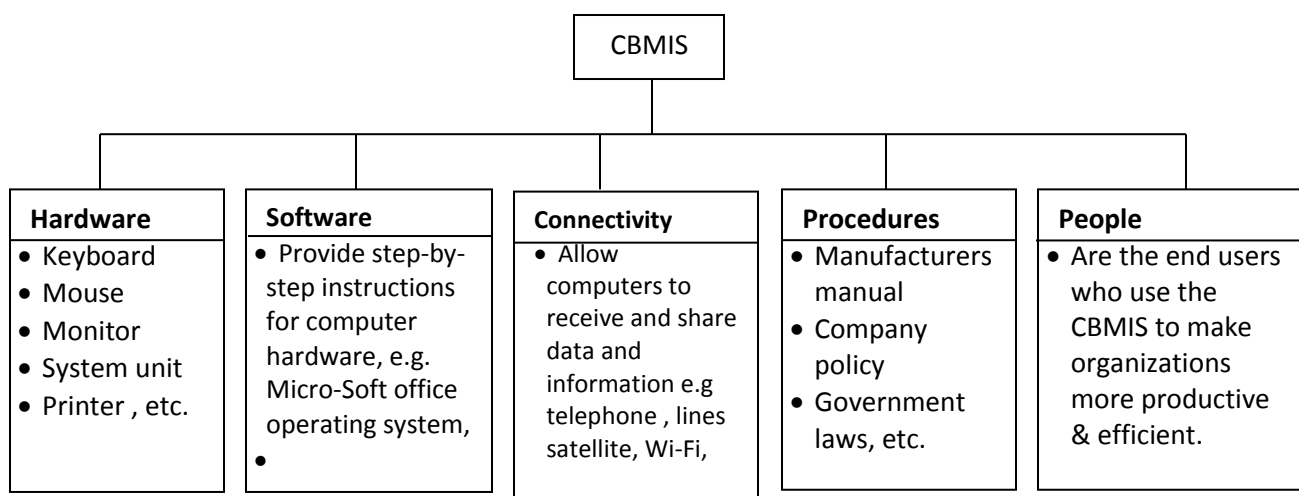 CBMIS
Hardware
• Keyboard
• Mouse
• Monitor
• System unit
• Printer , etc.
Software
• Provide step-by-
step instructions
for computer
hardware, e.g.
Micro-Soft office
operating system,
•
Connectivity
• Allow
computers to
receive and share
data and
information e.g
telephone , lines
satellite, Wi-Fi,
Procedures
• Manufacturers
manual
• Company
policy
• Government
laws, etc.
People
• Are the end users
who use the
CBMIS to make
organizations
more productive
& efficient.